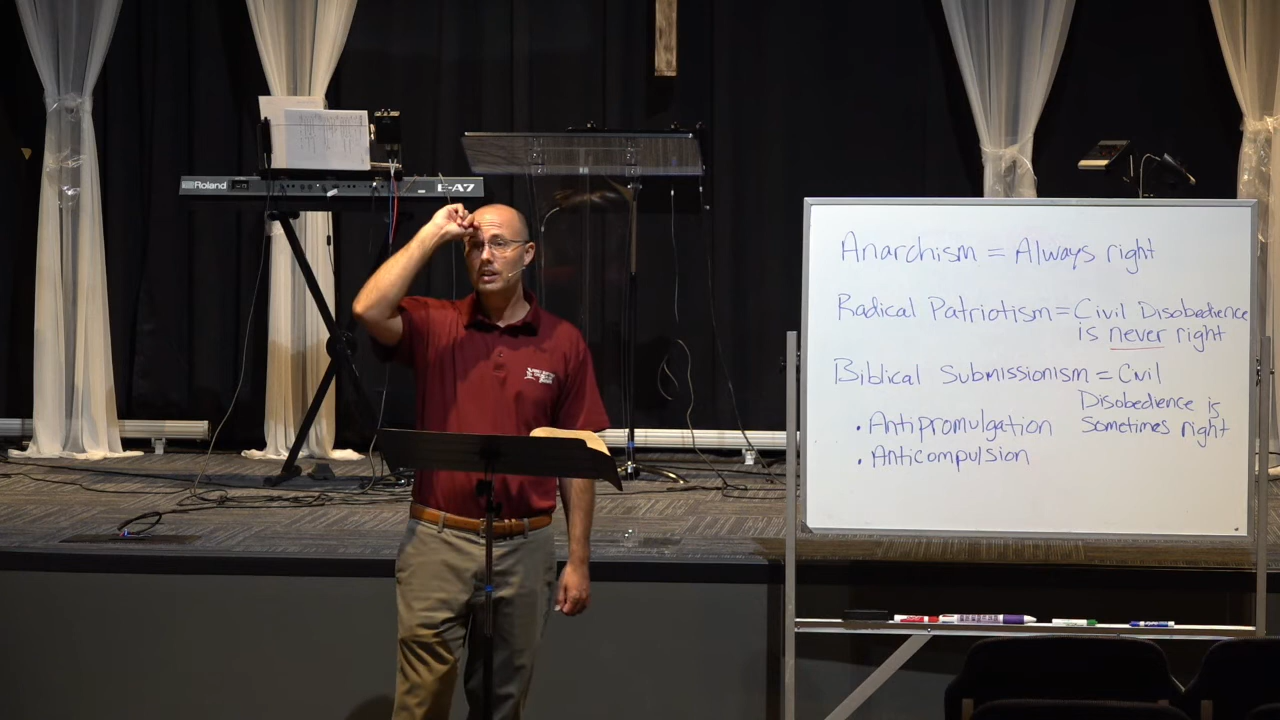 Roland
E-A7
Anarchism = Always right
Radical Patriotism = Civil Disobedience
is never right
Biblical Submissionism = Civil
Disobedience is
• Antipromulgation Sometimes right
• Anticompulsion